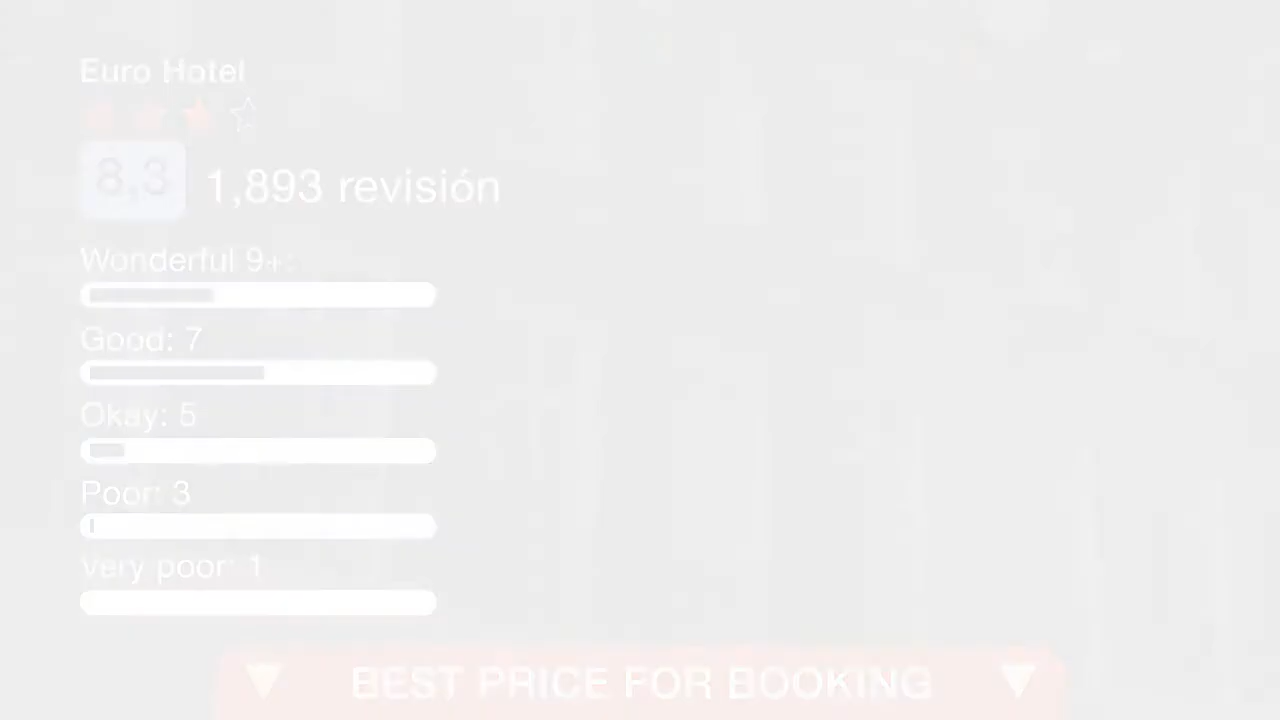 Euro Hotel
8,3
1,893 revisión
Wonderful 9+:
Good: 7
Okay: 5
Poor: 3
Very poor: 1
BEST PRICE FOR BOOKING